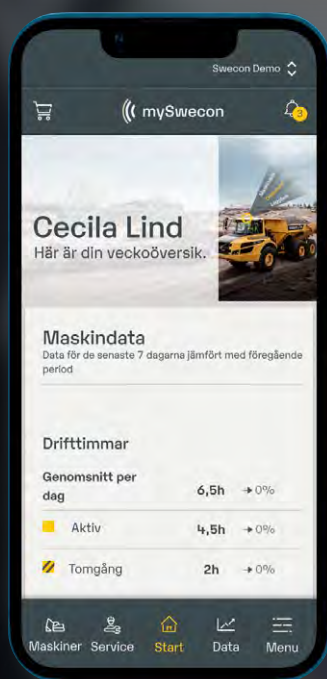 Swecon Demo
mySwecon
3
Cecila Lind
Här är din veckoöversik.
Maskindata
Data för de senaste 7 dagarna jämfört med föregående
period
Drifttimmar
Genomsnitt per
dag
6,5h → 0%
Aktiv 4,5h → 0%
Tomgång 2h → 0%
Maskiner Service Start Data Menu